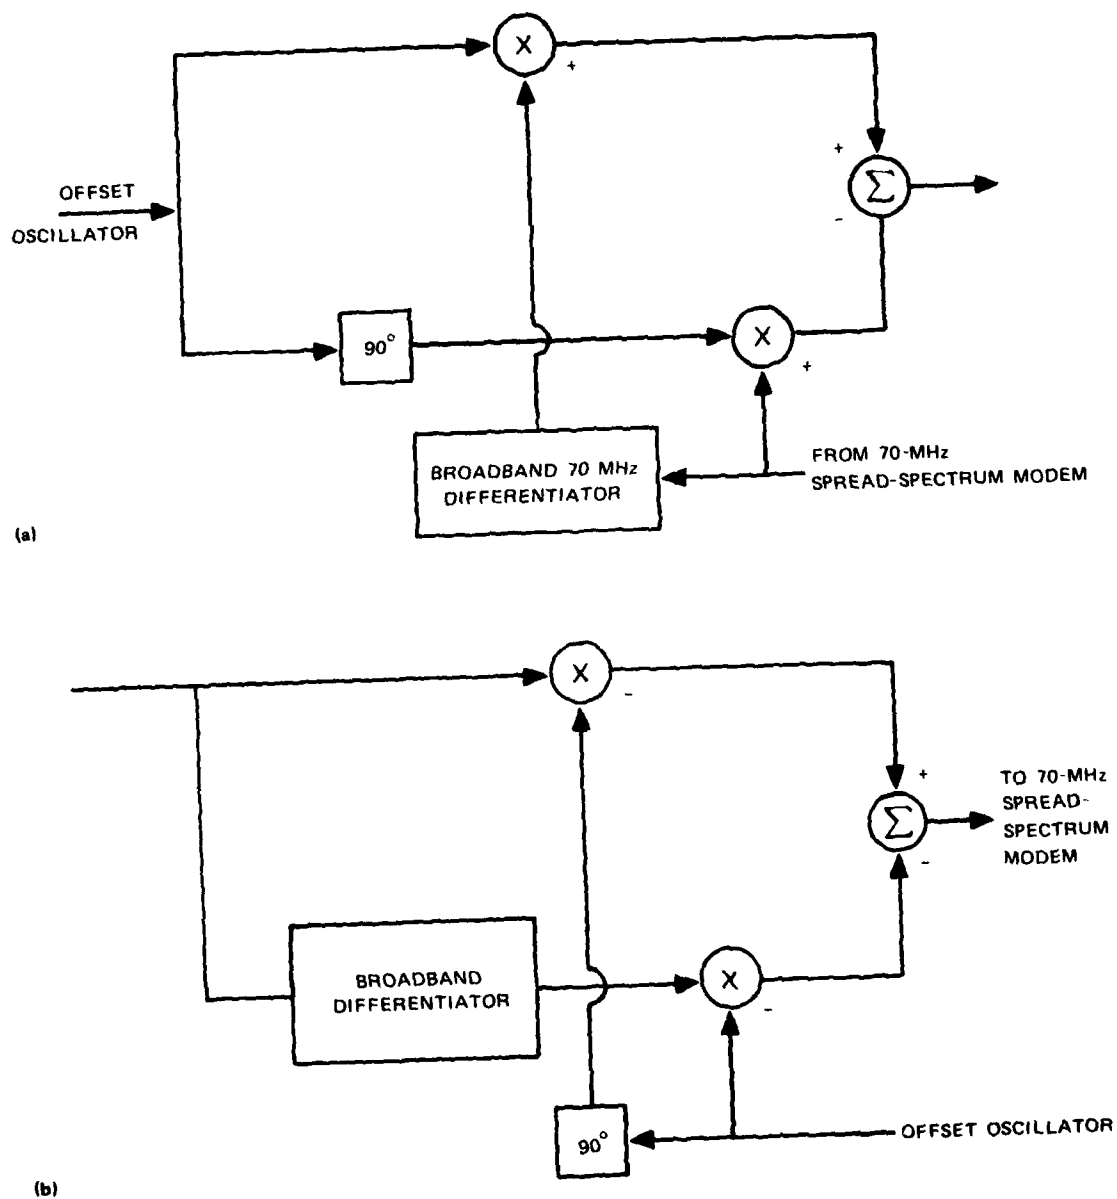 X
+
OFFSET
OSCILLATOR
+
Σ
-
90°
X
+
BROADBAND 70 MHz
DIFFERENTIATOR
FROM 70-MHz
SPREAD-SPECTRUM MODEM
(a)
X
-
+
Σ
-
TO 70-MHz
SPREAD-
SPECTRUM
MODEM
BROADBAND
DIFFERENTIATOR
X
-
90°
OFFSET OSCILLATOR
(b)